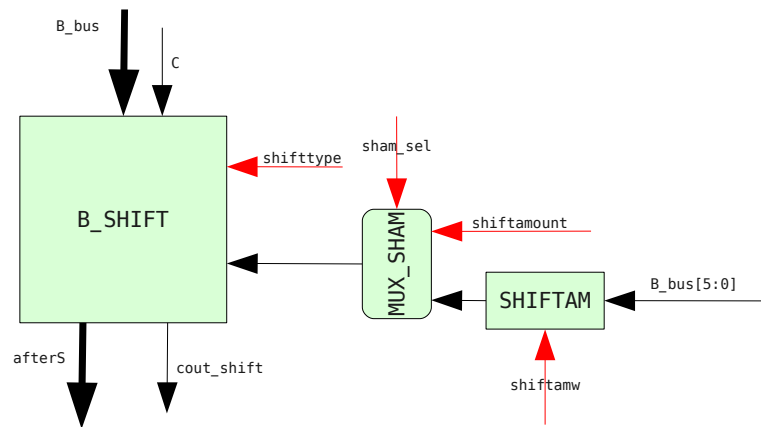 B_bus
C
shifttype
sham_sel
B_SHIFT
MUX_SHAM
shiftamount
SHIFTAM
B_bus[5:0]
afterS
cout_shift
shiftamw